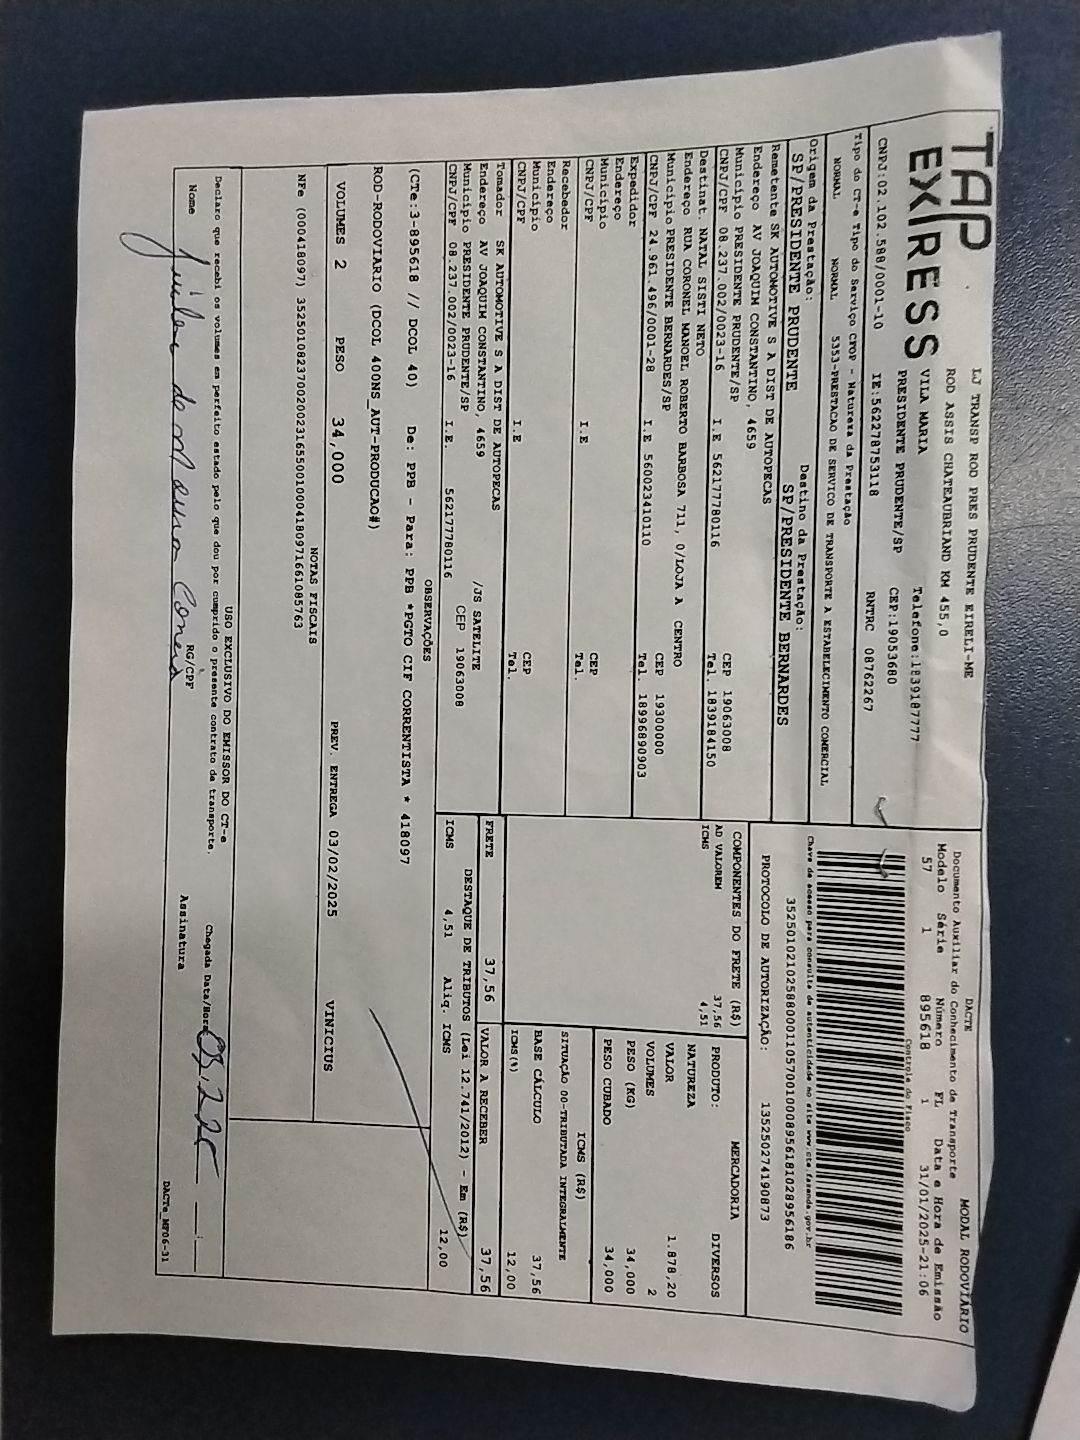 TAP
EXPRESS
LJ TRANSP ROD PRES PRUDENTE EIRELI-ME
ROD ASSIS CHATEAUBRIAND KM 455,0
VILA MARIA Telefone:1839187777
PRESIDENTE PRUDENTE/SP CEP:19053680
CNPJ:02.102.588/0001-10 IE:562278753118 RNTRC 08762267
Tipo do CT-e Tipo do Serviço CFOP - Natureza da Prestação
NORMAL NORMAL 5353-PRESTACAO DE SERVICO DE TRANSPORTE A ESTABELECIMENTO COMERCIAL
Origem da Prestação: Destino da Prestação:
SP/PRESIDENTE PRUDENTE SP/PRESIDENTE BERNARDES
Remetente SK AUTOMOTIVE S A DIST DE AUTOPECAS
Endereço AV JOAQUIM CONSTANTINO, 4659
Município PRESIDENTE PRUDENTE/SP CEP 19063008
CNPJ/CPF 08.237.002/0023-16 I.E 562177780116 Tel. 1839184150
Destinat. NATAL SISTI NETO
Endereço RUA CORONEL MANOEL ROBERTO BARBOSA 711, 0/LOJA A CENTRO
Município PRESIDENTE BERNARDES/SP CEP 19300000
CNPJ/CPF 24.961.496/0001-28 I.E 560023410110 Tel. 18996890903
Expedidor
Endereço
Município CEP
CNPJ/CPF I.E Tel.
Recebedor
Endereço
Município CEP
CNPJ/CPF I.E Tel.
Tomador SK AUTOMOTIVE S A DIST DE AUTOPECAS
Endereço AV JOAQUIM CONSTANTINO, 4659 /JS SATELITE
Município PRESIDENTE PRUDENTE/SP CEP 19063008
CNPJ/CPF 08.237.002/0023-16 I.E. 562177780116
DACTE MODAL RODOVIÁRIO
Documento Auxiliar do Conhecimento de Transporte
Modelo Série Número FL Data e Hora de Emissão
57 1 895618 1 31/01/2025-21:06
Controle do Fisco
Chave de acesso para consulta de autenticidade no site www.cte.fazenda.gov.br
35250102102588000110570010008956181028956186
PROTOCOLO DE AUTORIZAÇÃO: 135250274190873
COMPONENTES DO FRETE (R$)
AD VALOREM 37,56
ICMS 4,51
MERCADORIA
PRODUTO: DIVERSOS
NATUREZA
VALOR 1.878,20
VOLUMES 2
PESO (KG) 34,000
PESO CUBADO 34,000
ICMS (R$)
SITUAÇÃO 00-TRIBUTADA INTEGRALMENTE
BASE CÁLCULO 37,56
ICMS(%) 12,00
FRETE 37,56 VALOR A RECEBER 37,56
DESTAQUE DE TRIBUTOS (Lei 12.741/2012) - Em (R$)
ICMS 4,51 Aliq. ICMS 12,00
OBSERVAÇÕES
(CTe:3-895618 // DCOL 40) De: PPB - Para: PPB *PGTO CIF CORRENTISTA * 418097
ROD-RODOVIARIO (DCOL 400NS_AUT-PRODUCAO#)
VOLUMES 2 PESO 34,000 PREV. ENTREGA 03/02/2025 VINICIUS
NOTAS FISCAIS
NFe (000418097) 35250108237002002316550010004180971661085763
USO EXCLUSIVO DO EMISSOR DO CT-e
Declaro que recebi os volumes em perfeito estado pelo que dou por cumprido o presente contrato de transporte. Chegada Data/Hora
Nome RG/CPF Assinatura
DACTe_MF06-31